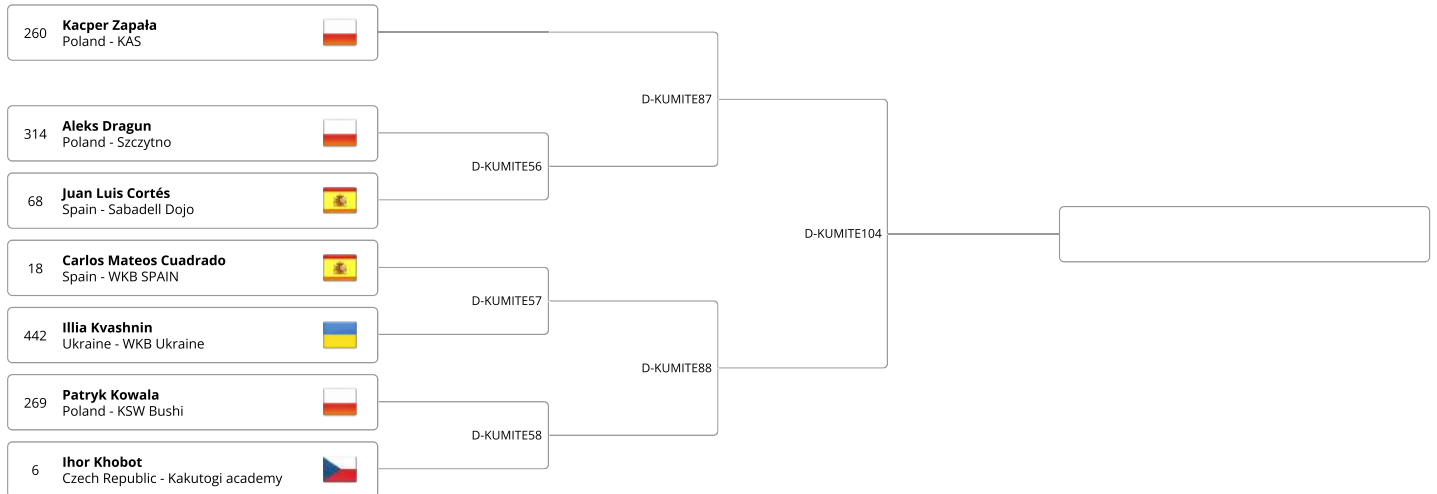 260
Kacper Zapała
Poland - KAS
D-KUMITE87
314
Aleks Dragun
Poland - Szczytno
D-KUMITE56
68
Juan Luis Cortés
Spain - Sabadell Dojo
D-KUMITE104
18
Carlos Mateos Cuadrado
Spain - WKB SPAIN
D-KUMITE57
442
Illia Kvashnin
Ukraine - WKB Ukraine
D-KUMITE88
269
Patryk Kowala
Poland - KSW Bushi
D-KUMITE58
6
Ihor Khobot
Czech Republic - Kakutogi academy